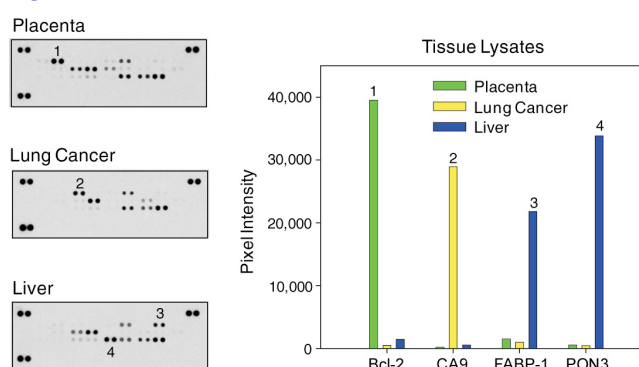 Placenta
1
Lung Cancer
2
Liver
3
4
Tissue Lysates
Pixel Intensity
40,000
30,000
20,000
10,000
0
Placenta
Lung Cancer
Liver
1
2
3
4
Bcl-2 CA9 FABP-1 PON3